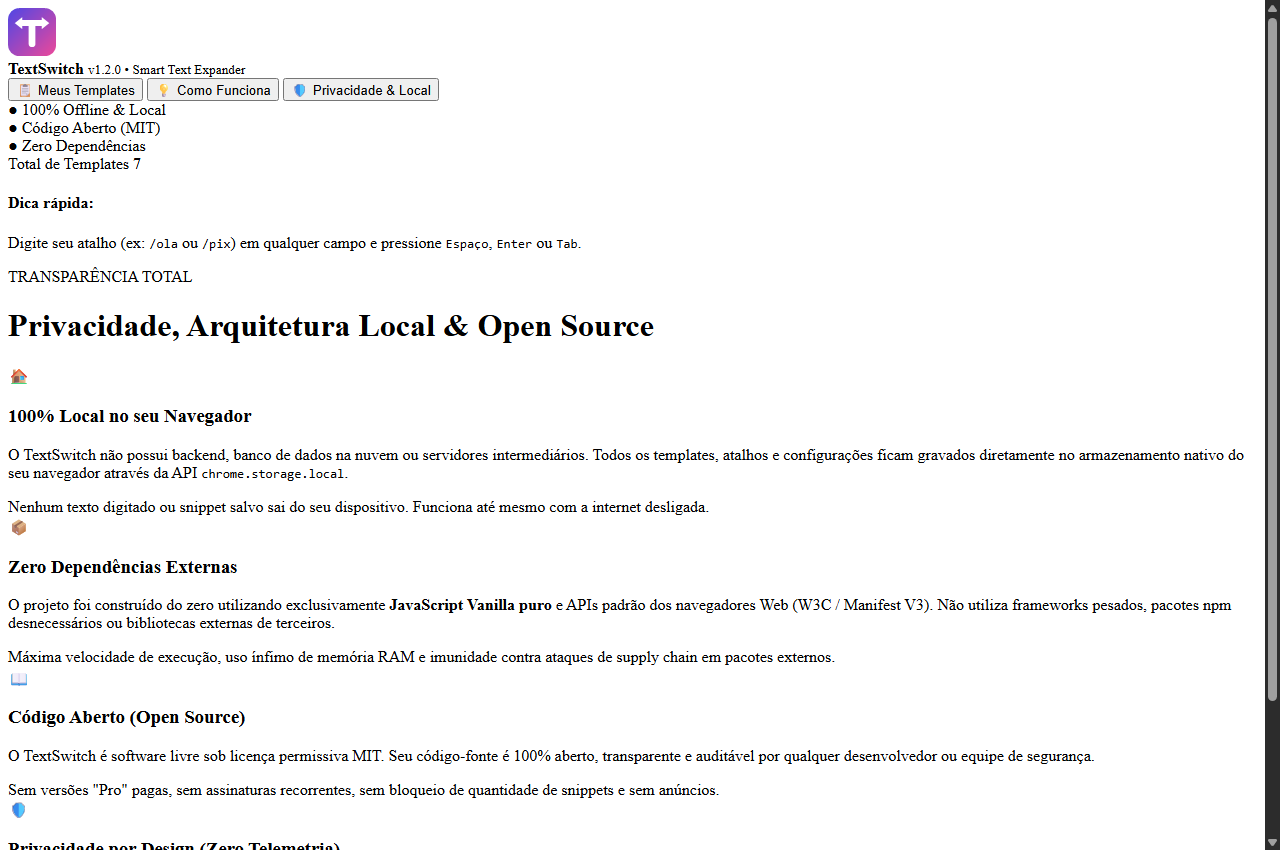 T
TextSwitch v1.2.0 • Smart Text Expander
📋 Meus Templates 💡 Como Funciona 🛡️ Privacidade & Local
● 100% Offline & Local
● Código Aberto (MIT)
● Zero Dependências
Total de Templates 7
Dica rápida:
Digite seu atalho (ex: /ola ou /pix) em qualquer campo e pressione Espaço, Enter ou Tab.
TRANSPARÊNCIA TOTAL
Privacidade, Arquitetura Local & Open Source
🏠
100% Local no seu Navegador
O TextSwitch não possui backend, banco de dados na nuvem ou servidores intermediários. Todos os templates, atalhos e configurações ficam gravados diretamente no armazenamento nativo do
seu navegador através da API chrome.storage.local.
Nenhum texto digitado ou snippet salvo sai do seu dispositivo. Funciona até mesmo com a internet desligada.
📦
Zero Dependências Externas
O projeto foi construído do zero utilizando exclusivamente JavaScript Vanilla puro e APIs padrão dos navegadores Web (W3C / Manifest V3). Não utiliza frameworks pesados, pacotes npm
desnecessários ou bibliotecas externas de terceiros.
Máxima velocidade de execução, uso ínfimo de memória RAM e imunidade contra ataques de supply chain em pacotes externos.
📖
Código Aberto (Open Source)
O TextSwitch é software livre sob licença permissiva MIT. Seu código-fonte é 100% aberto, transparente e auditável por qualquer desenvolvedor ou equipe de segurança.
Sem versões "Pro" pagas, sem assinaturas recorrentes, sem bloqueio de quantidade de snippets e sem anúncios.
🛡️
Privacidade por Design (Zero Telemetria)